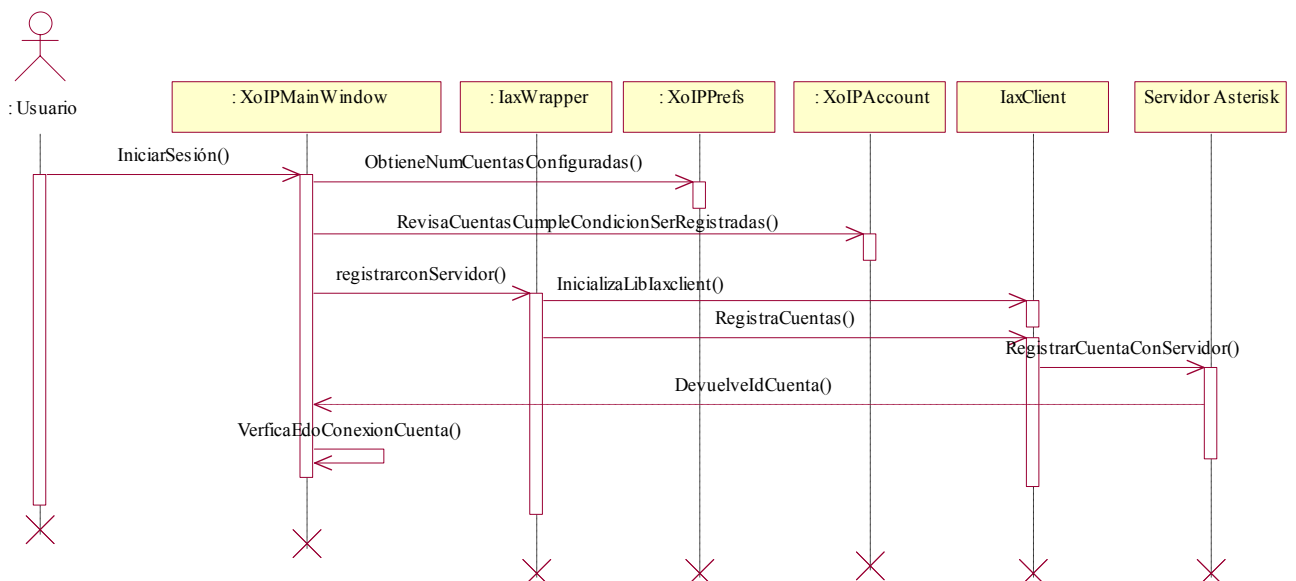 : Usuario
: XoIPMainWindow
: IaxWrapper
: XoIPPrefs
: XoIPAccount
IaxClient
Servidor Asterisk
IniciarSesión()
ObtieneNumCuentasConfiguradas()
RevisaCuentasCumpleCondicionSerRegistradas()
registrarconServidor()
InicializaLibIaxclient()
RegistraCuentas()
RegistrarCuentaConServidor()
DevuelveIdCuenta()
VerficaEdoConexionCuenta()